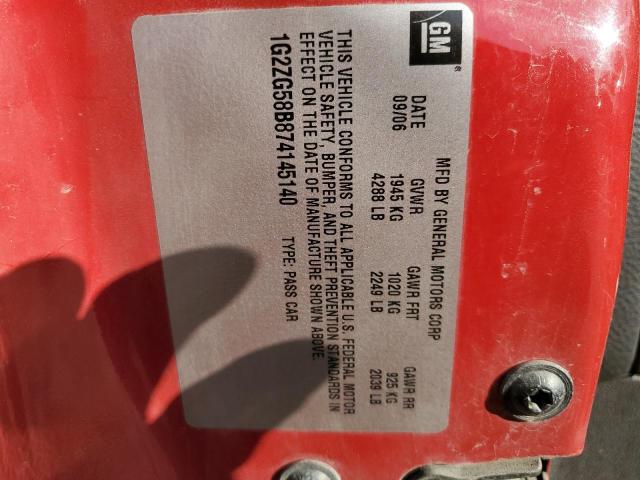 GM®
MFD BY GENERAL MOTORS CORP
DATE GVWR GAWR FRT GAWR RR
09/06 1945 KG 1020 KG 925 KG
4288 LB 2249 LB 2039 LB
THIS VEHICLE CONFORMS TO ALL APPLICABLE U.S. FEDERAL MOTOR
VEHICLE SAFETY, BUMPER, AND THEFT PREVENTION STANDARDS IN
EFFECT ON THE DATE OF MANUFACTURE SHOWN ABOVE.
1G2ZG58B874145140 TYPE: PASS CAR